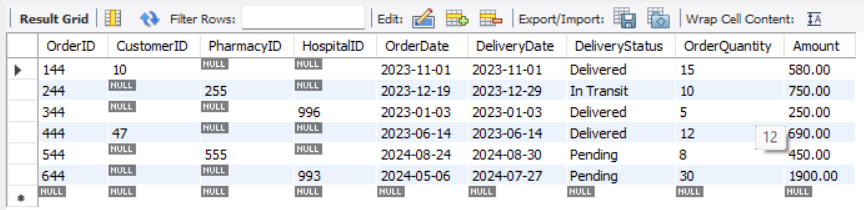 Result Grid Filter Rows: Edit: Export/Import: Wrap Cell Content: IA
OrderID CustomerID PharmacyID HospitalID OrderDate DeliveryDate DeliveryStatus OrderQuantity Amount
144 10 NULL NULL 2023-11-01 2023-11-01 Delivered 15 580.00
244 NULL 255 NULL 2023-12-19 2023-12-29 In Transit 10 750.00
344 NULL NULL 996 2023-01-03 2023-01-03 Delivered 5 250.00
444 47 NULL NULL 2023-06-14 2023-06-14 Delivered 12 12 690.00
544 NULL 555 NULL 2024-08-24 2024-08-30 Pending 8 450.00
644 NULL NULL 993 2024-05-06 2024-07-27 Pending 30 1900.00
NULL NULL NULL NULL NULL NULL NULL NULL NULL